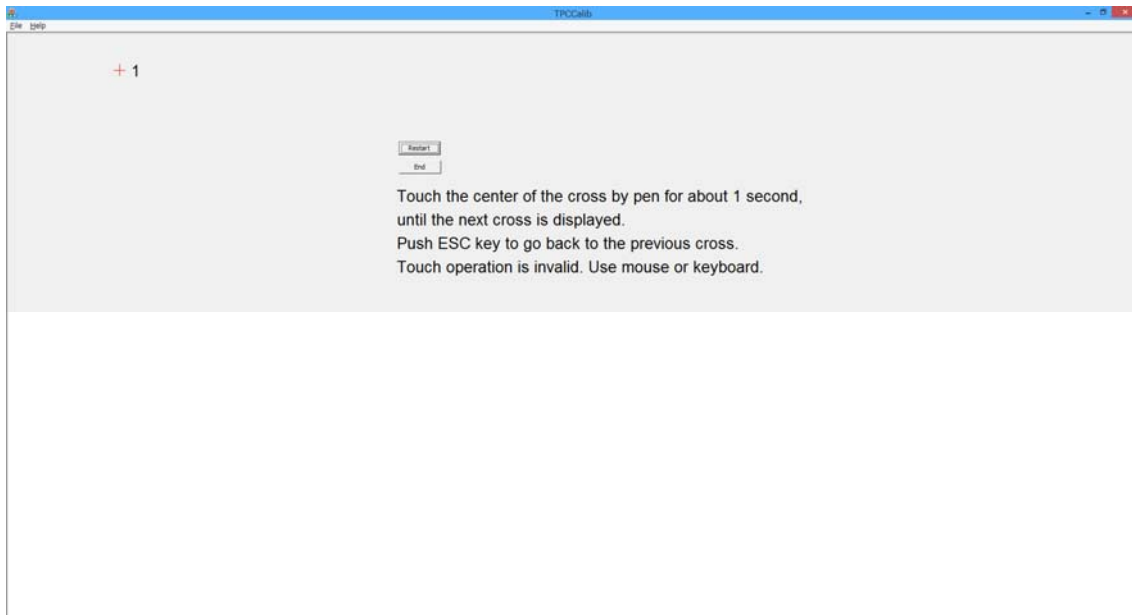 TPCCalib
File Help
1
Restart
End
Touch the center of the cross by pen for about 1 second,
until the next cross is displayed.
Push ESC key to go back to the previous cross.
Touch operation is invalid. Use mouse or keyboard.